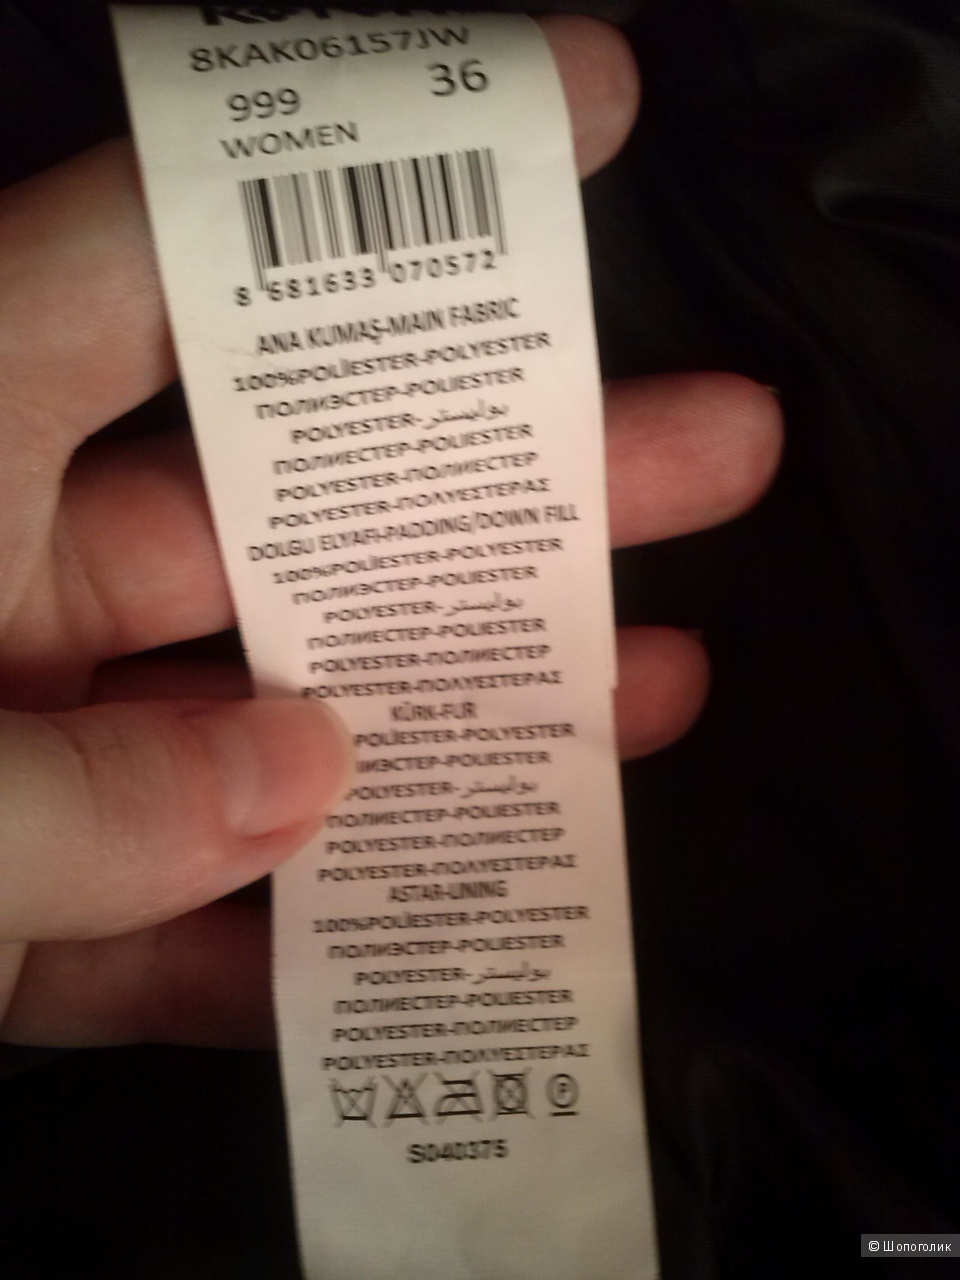 8KAK06157JW
999 36
WOMEN
8 681633 070572
ANA KUMAŞ-MAIN FABRIC
100%POLİESTER-POLYESTER
ПОЛИЭСТЕР-POLIESTER
POLYESTER-بوليستر
ПОЛИЕСТЕР-POLIESTER
POLYESTER-ПОЛИЕСТЕР
POLYESTER-ΠΟΛΥΕΣΤΕΡΑΣ
DOLGU ELYAFI-PADDING/DOWN FILL
100%POLİESTER-POLYESTER
ПОЛИЭСТЕР-POLIESTER
POLYESTER-بوليستر
ПОЛИЕСТЕР-POLIESTER
POLYESTER-ПОЛИЕСТЕР
POLYESTER-ΠΟΛΥΕΣΤΕΡΑΣ
KÜRK-FUR
POLİESTER-POLYESTER
ИЭСТЕР-POLIESTER
POLYESTER-بوليستر
ПОЛИЕСТЕР-POLIESTER
POLYESTER-ПОЛИЕСТЕР
POLYESTER-ΠΟΛΥΕΣΤΕΡΑΣ
ASTAR-LINING
100%POLİESTER-POLYESTER
ПОЛИЭСТЕР-POLIESTER
POLYESTER-بوليستر
ПОЛИЕСТЕР-POLIESTER
POLYESTER-ПОЛИЕСТЕР
POLYESTER-ΠΟΛΥΕΣΤΕΡΑΣ
P
S040375
© Шопоголик